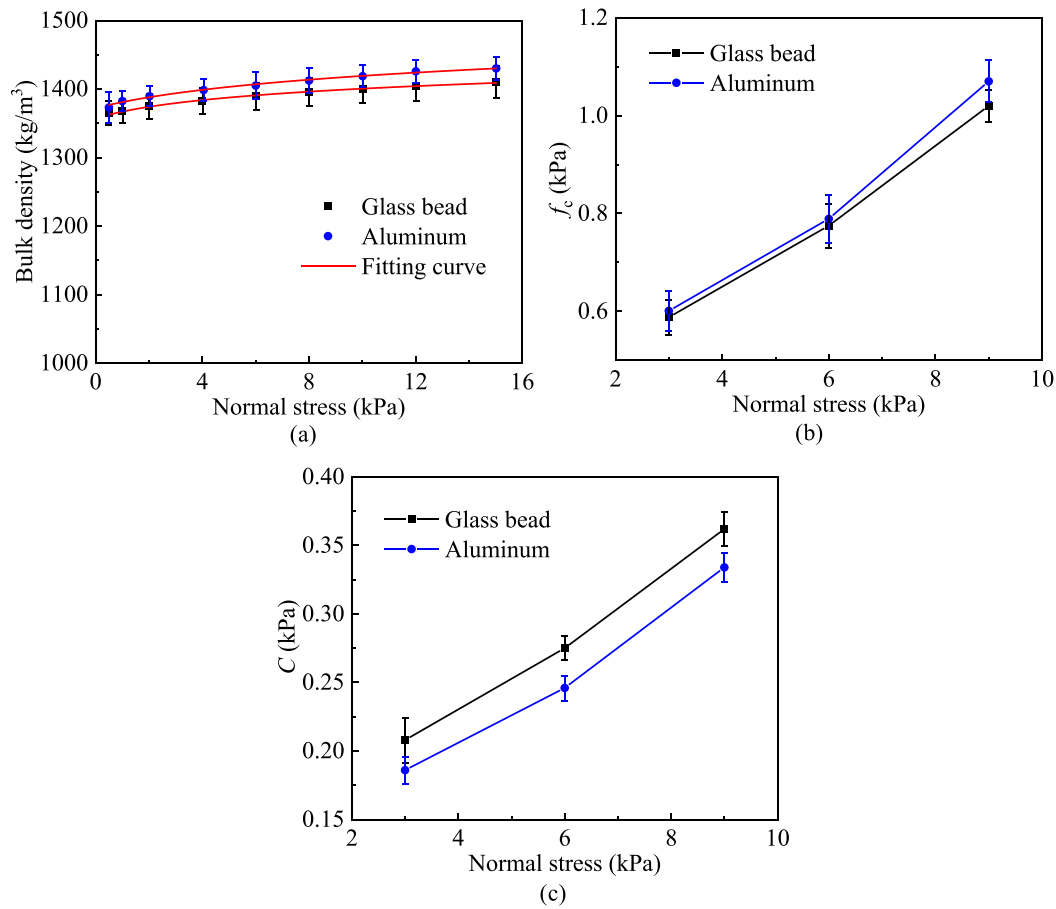 1500
1400
1300
1200
1100
1000
Bulk density (kg/m³)
Glass bead
Aluminum
Fitting curve
0 4 8 12 16
Normal stress (kPa)
(a)
1.2
1.0
0.8
0.6
f_c (kPa)
Glass bead
Aluminum
2 4 6 8 10
Normal stress (kPa)
(b)
0.40
0.35
0.30
0.25
0.20
0.15
C (kPa)
Glass bead
Aluminum
2 4 6 8 10
Normal stress (kPa)
(c)